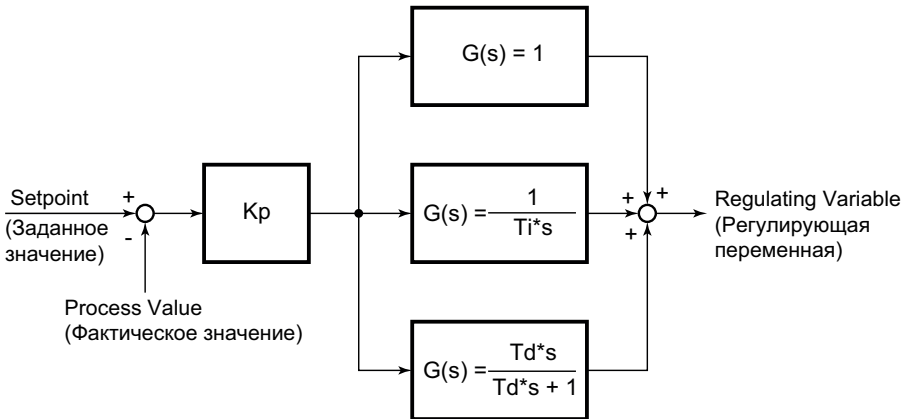 G(s) = 1
Setpoint
(Заданное
значение)
+
-
Kp
G(s) = 1
Ti*s
+
+
+
Regulating Variable
(Регулирующая
переменная)
Process Value
(Фактическое значение)
G(s) = Td*s
Td*s + 1